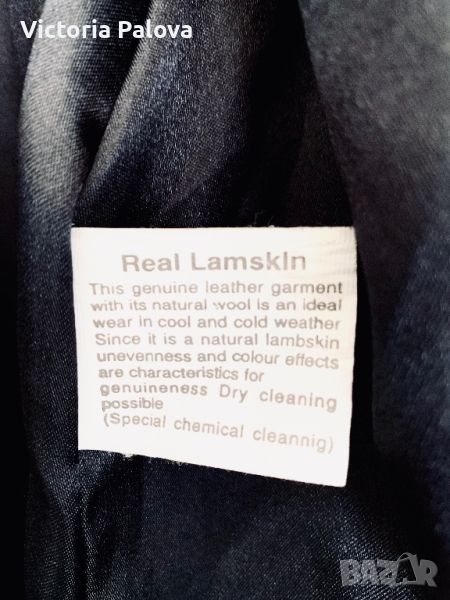 Victoria Palova
Real LamskIn
This genuine leather garment
with its natural wool is an ideal
wear in cool and cold weather
Since it is a natural lambskin
unevenness and colour effects
are characteristics for
genuineness Dry cleaning
possible
(Special chemical cleannig)
BAZAR